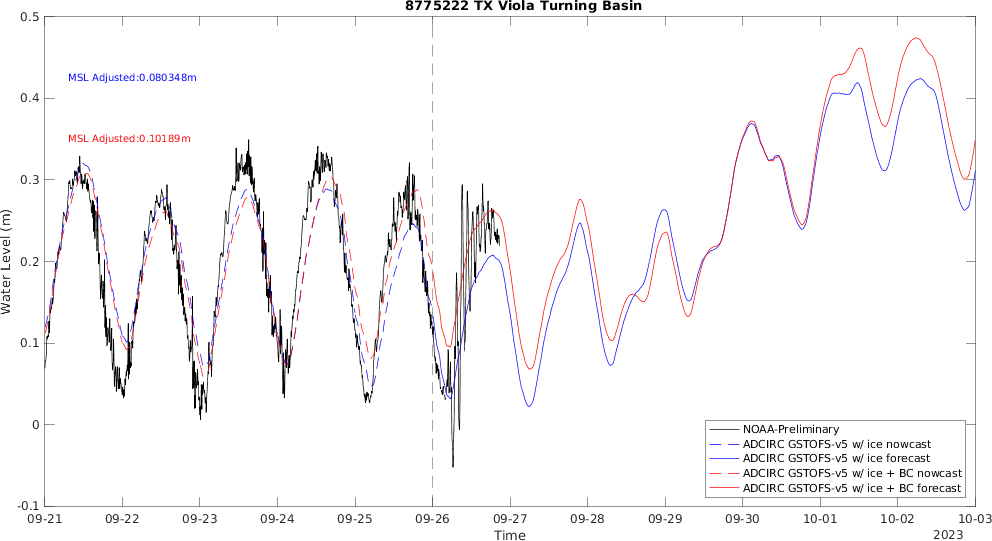 8775222 TX Viola Turning Basin
0.5
0.4
0.3
0.2
0.1
0
-0.1
Water Level (m)
MSL Adjusted:0.080348m
MSL Adjusted:0.10189m
NOAA-Preliminary
ADCIRC GSTOFS-v5 w/ ice nowcast
ADCIRC GSTOFS-v5 w/ ice forecast
ADCIRC GSTOFS-v5 w/ ice + BC nowcast
ADCIRC GSTOFS-v5 w/ ice + BC forecast
09-21 09-22 09-23 09-24 09-25 09-26 09-27 09-28 09-29 09-30 10-01 10-02 10-03
Time
2023